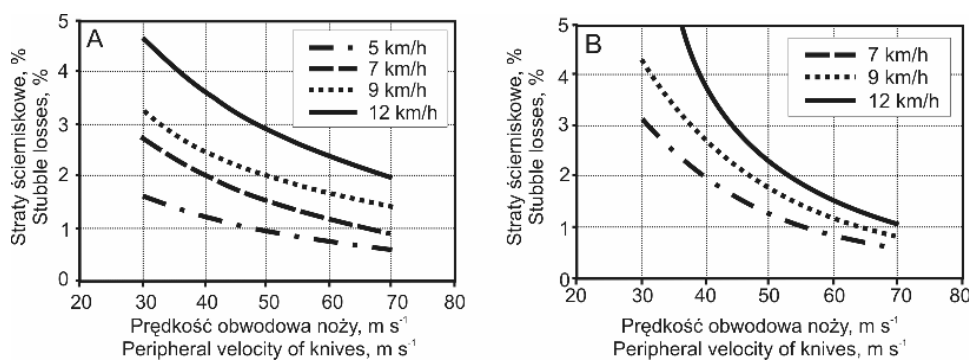 A
5 km/h
7 km/h
9 km/h
12 km/h
Straty ścierniskowe, %
Stubble losses, %
5
4
3
2
1
0
20 30 40 50 60 70 80
Prędkość obwodowa noży, m s⁻¹
Peripheral velocity of knives, m s⁻¹
B
7 km/h
9 km/h
12 km/h
Straty ścierniskowe, %
Stubble losses, %
5
4
3
2
1
0
20 30 40 50 60 70 80
Prędkość obwodowa noży, m s⁻¹
Peripheral velocity of knives, m s⁻¹